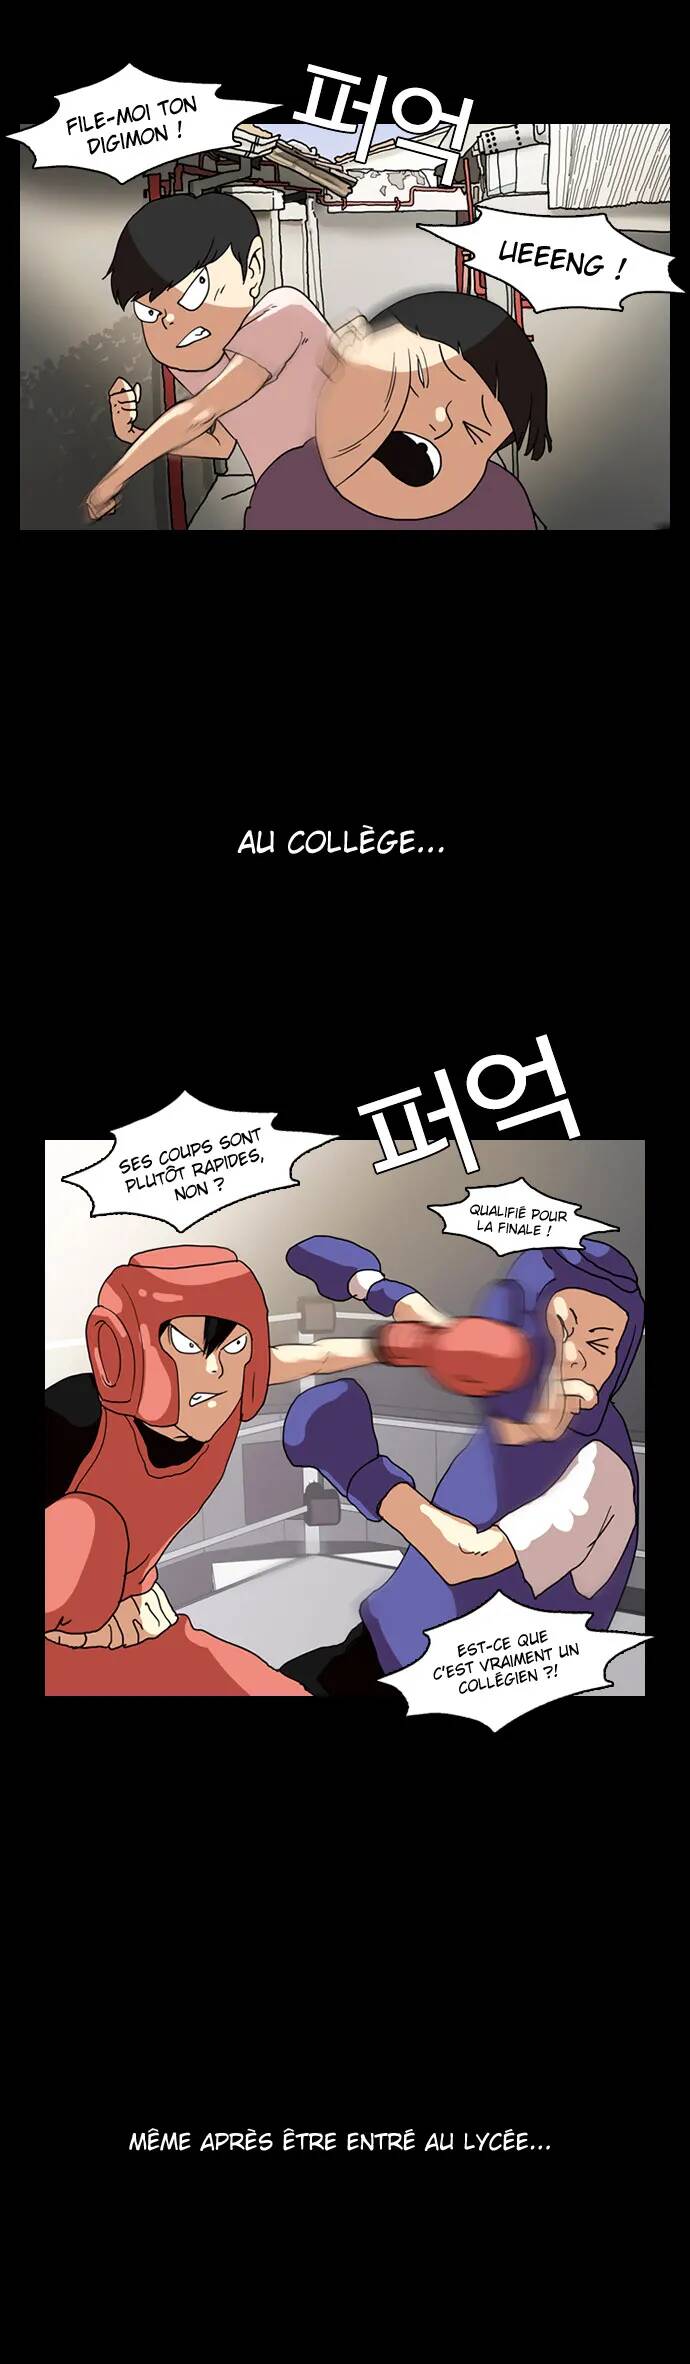 FILE-MOI TON
DIGIMON !
퍼억
UEEENG !
AU COLLÈGE...
퍼억
SES COUPS SONT
PLUTÔT RAPIDES,
NON ?
QUALIFIÉ POUR
LA FINALE !
EST-CE QUE
C'EST VRAIMENT UN
COLLÉGIEN ?!
MÊME APRÈS ÊTRE ENTRÉ AU LYCÉE...